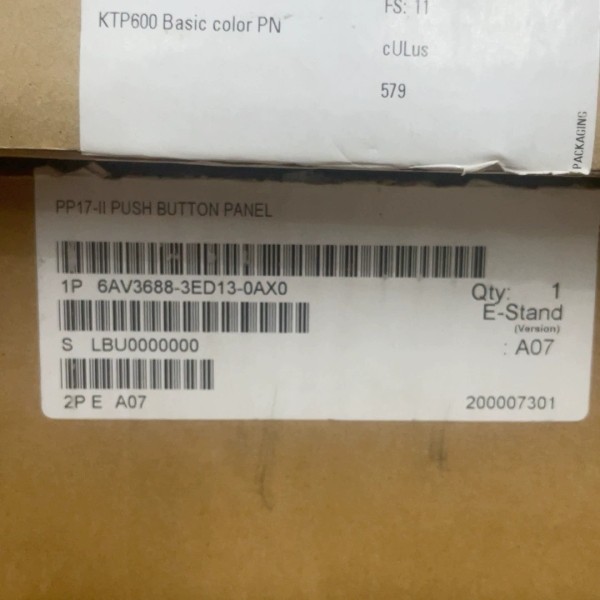 FS: 11
KTP600 Basic color PN
cULus
579
PACKAGING
PP17-II PUSH BUTTON PANEL
1P 6AV3688-3ED13-0AX0
Qty: 1
E-Stand
(Version)
S LBU0000000
: A07
2P E A07
200007301